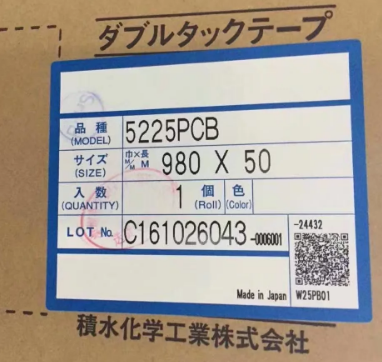 ダブルタックテープ
品種 (MODEL) 5225PCB
サイズ (SIZE) 巾×長 M/M M 980 X 50
入数 (QUANTITY) 1 個 (Roll) 色 (Color)
LOT No. C161026043-0006001
-24432
Made in Japan W25PB01
積水化学工業株式会社